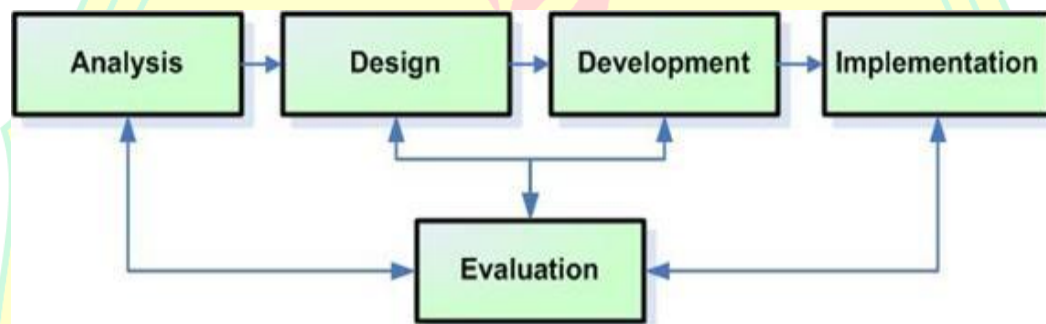 Analysis
Design
Development
Implementation
Evaluation